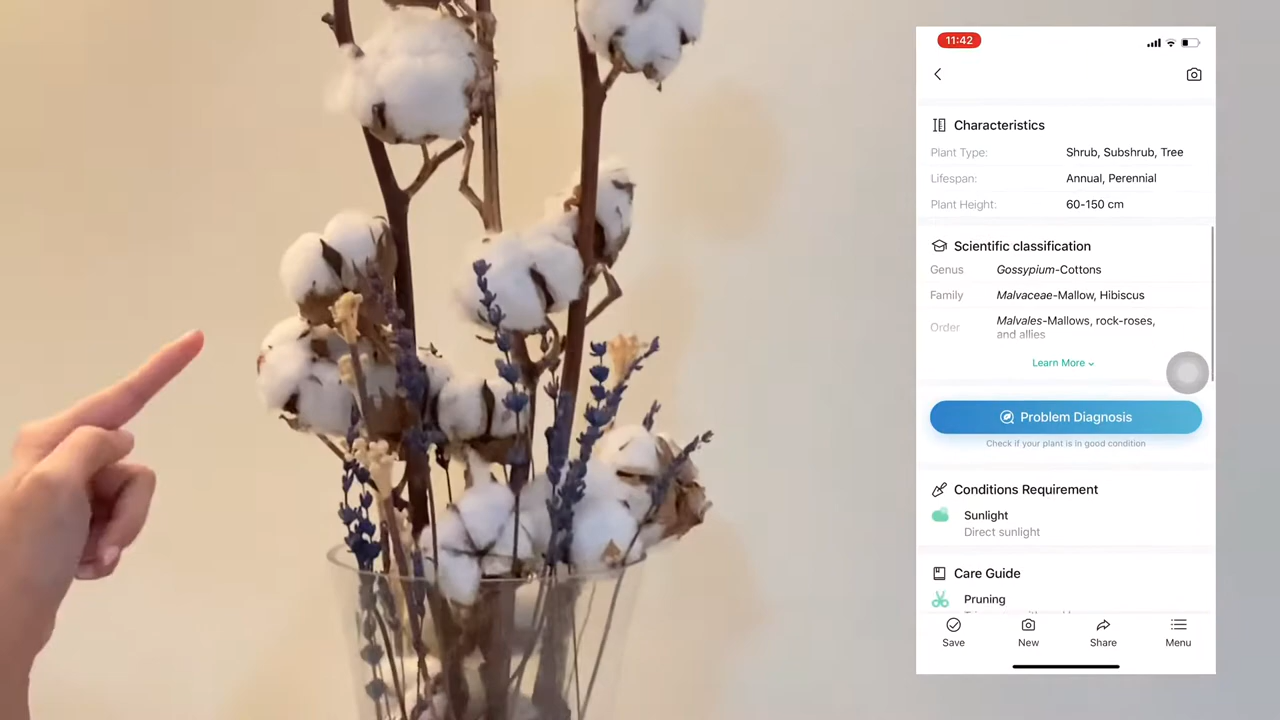 11:42
Characteristics
Plant Type: Shrub, Subshrub, Tree
Lifespan: Annual, Perennial
Plant Height: 60-150 cm
Scientific classification
Genus Gossypium-Cottons
Family Malvaceae-Mallow, Hibiscus
Order Malvales-Mallows, rock-roses,
and allies
Learn More
Problem Diagnosis
Check if your plant is in good condition
Conditions Requirement
Sunlight
Direct sunlight
Care Guide
Pruning
Save New Share Menu